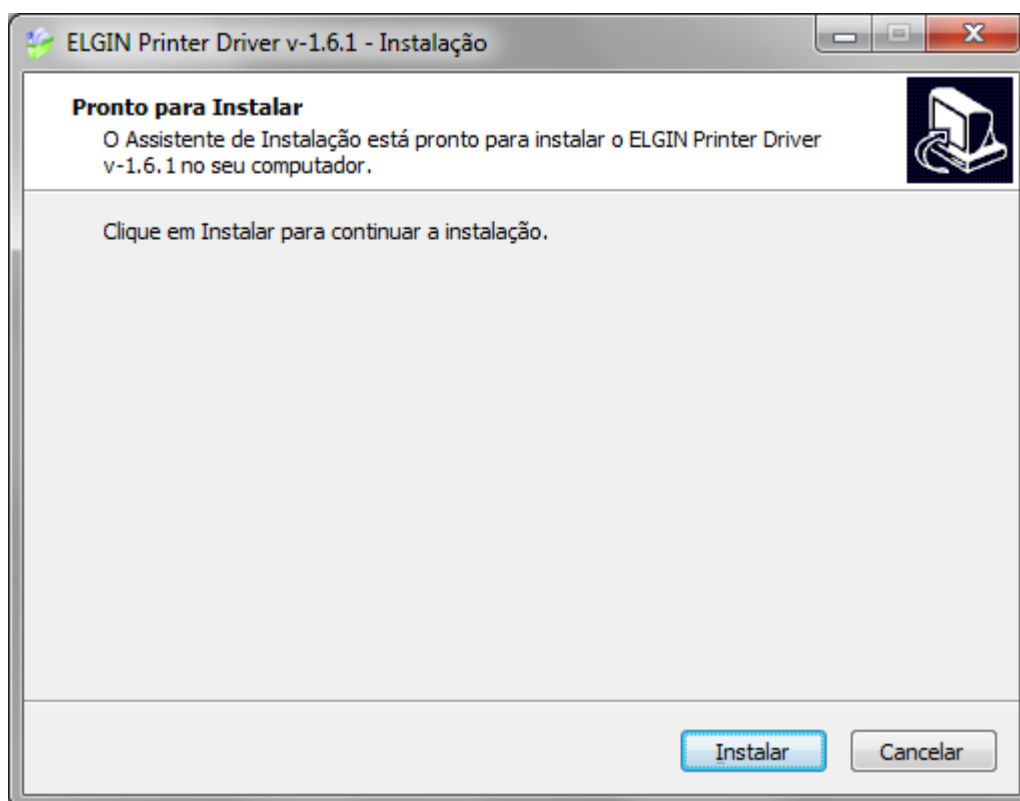 ELGIN Printer Driver v-1.6.1 - Instalação
Pronto para Instalar
O Assistente de Instalação está pronto para instalar o ELGIN Printer Driver
v-1.6.1 no seu computador.
Clique em Instalar para continuar a instalação.
Instalar
Cancelar